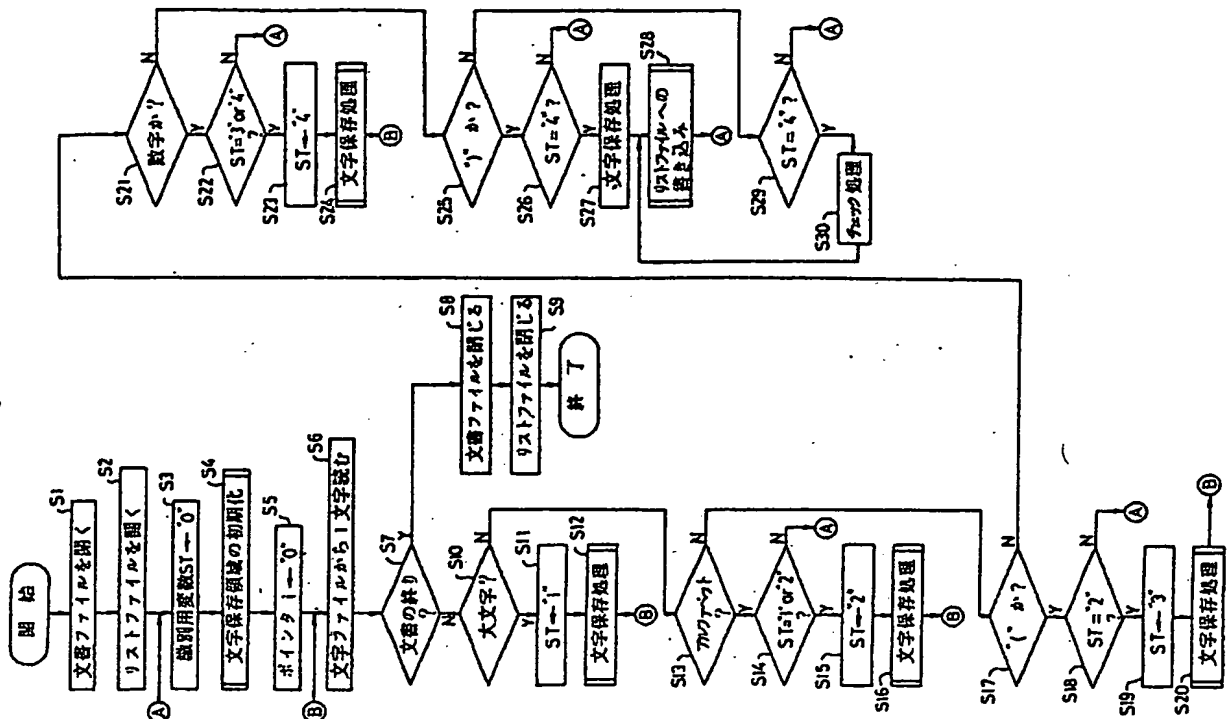 開始
文書ファイルを開く
S1
リストファイルを開く
S2
A
識別用変数ST←"0"
S3
文字保存領域の初期化
S4
ポインタI←"0"
S5
B
文字ファイルから1文字読む
S6
文書の終り?
S7
Y
N
文書ファイルを閉じる
S8
リストファイルを閉じる
S9
終了
大文字?
S10
N
Y
ST←"1"
S11
文字保存処理
S12
B
アルファベット?
S13
N
Y
ST="1"or"2"?
S14
N
A
Y
ST←"2"
S15
文字保存処理
S16
B
"("か?
S17
N
Y
ST="2"?
S18
N
A
Y
ST←"3"
S19
文字保存処理
S20
B
数字か?
S21
N
Y
ST="3"or"4"?
S22
N
A
Y
ST←"4"
S23
文字保存処理
S24
B
")"か?
S25
N
Y
ST="4"?
S26
N
A
Y
文字保存処理
S27
リストファイルへの
書き込み
S28
A
ST="4"?
S29
N
A
Y
チェック処理
S30